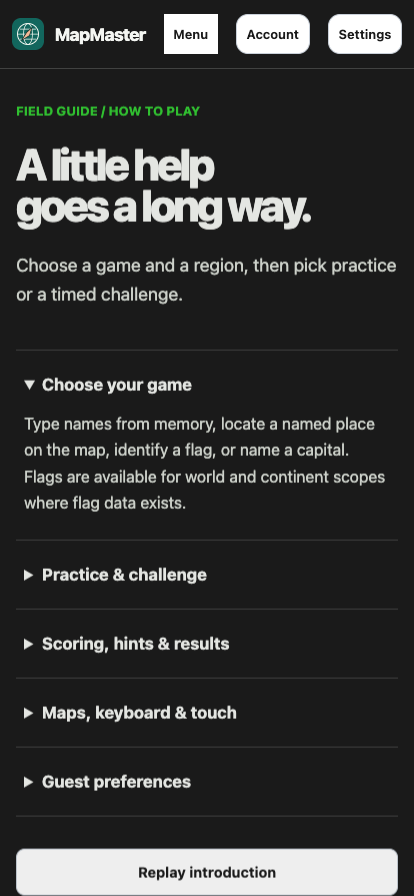 MapMaster
Menu
Account
Settings
FIELD GUIDE / HOW TO PLAY
A little help
goes a long way.
Choose a game and a region, then pick practice
or a timed challenge.
Choose your game
Type names from memory, locate a named place
on the map, identify a flag, or name a capital.
Flags are available for world and continent scopes
where flag data exists.
Practice & challenge
Scoring, hints & results
Maps, keyboard & touch
Guest preferences
Replay introduction